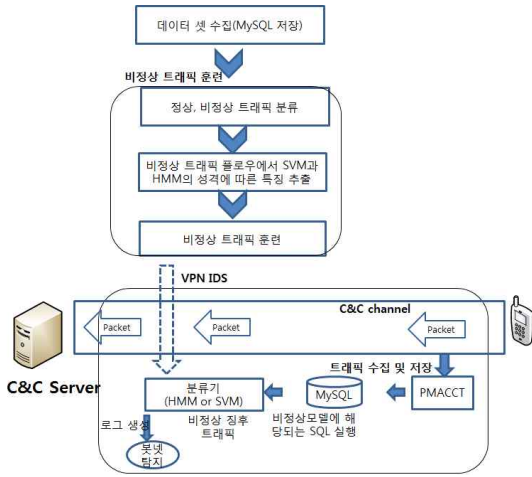 데이터 셋 수집(MySQL 저장)
비정상 트래픽 훈련
정상, 비정상 트래픽 분류
비정상 트래픽 플로우에서 SVM과
HMM의 성격에 따른 특징 추출
비정상 트래픽 훈련
VPN IDS
C&C channel
Packet
Packet
Packet
C&C Server
트래픽 수집 및 저장
분류기
(HMM or SVM)
MySQL
PMACCT
비정상 징후
트래픽
비정상모델에 해
당되는 SQL 실행
로그 생성
봇넷
탐지